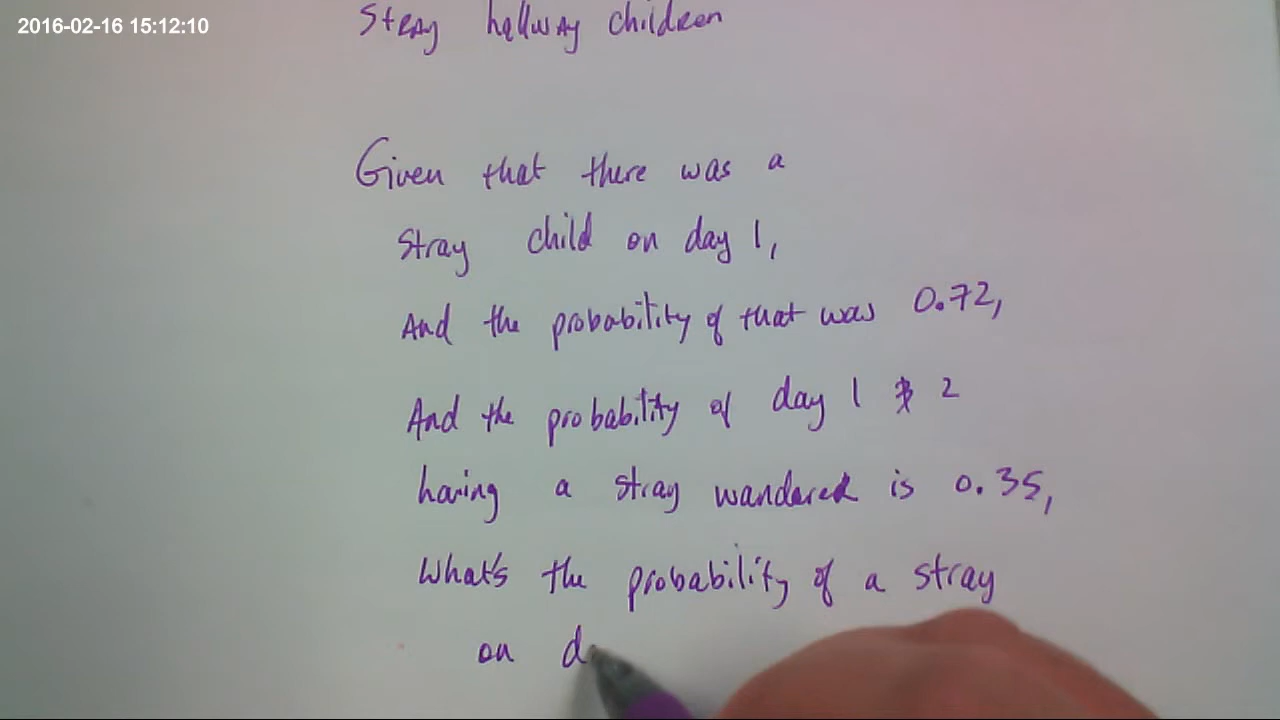 2016-02-16 15:12:10
Stray hallway children
Given that there was a
stray child on day 1,
And the probability of that was 0.72,
And the probability of day 1 & 2
having a stray wandered is 0.35,
What's the probability of a stray
on d